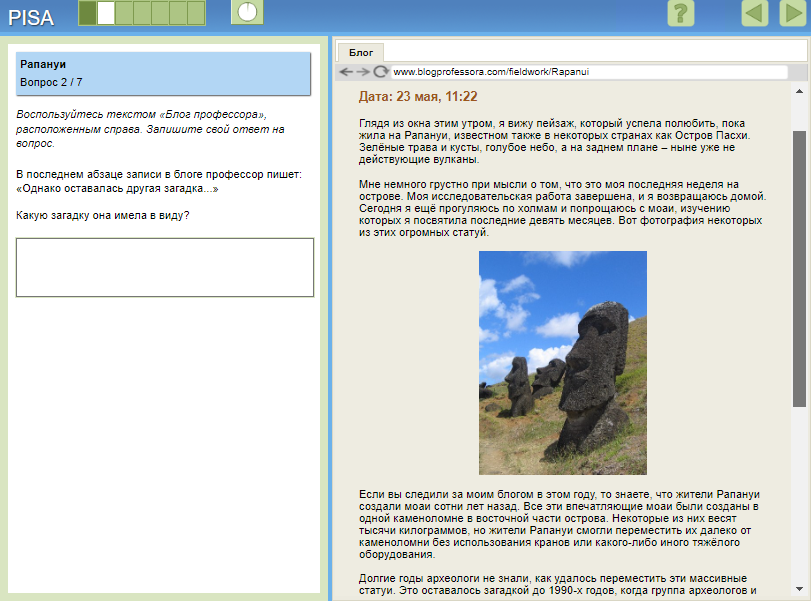 PISA
?
Рапануи
Вопрос 2 / 7
Воспользуйтесь текстом «Блог профессора»,
расположенным справа. Запишите свой ответ на
вопрос.
В последнем абзаце записи в блоге профессор пишет:
«Однако оставалась другая загадка...»
Какую загадку она имела в виду?
Блог
www.blogprofessora.com/fieldwork/Rapanui
Дата: 23 мая, 11:22
Глядя из окна этим утром, я вижу пейзаж, который успела полюбить, пока
жила на Рапануи, известном также в некоторых странах как Остров Пасхи.
Зелёные трава и кусты, голубое небо, а на заднем плане – ныне уже не
действующие вулканы.
Мне немного грустно при мысли о том, что это моя последняя неделя на
острове. Моя исследовательская работа завершена, и я возвращаюсь домой.
Сегодня я ещё прогуляюсь по холмам и попрощаюсь с моаи, изучению
которых я посвятила последние девять месяцев. Вот фотография некоторых
из этих огромных статуй.
Если вы следили за моим блогом в этом году, то знаете, что жители Рапануи
создали моаи сотни лет назад. Все эти впечатляющие моаи были созданы в
одной каменоломне в восточной части острова. Некоторые из них весят
тысячи килограммов, но жители Рапануи смогли переместить их далеко от
каменоломни без использования кранов или какого-либо иного тяжёлого
оборудования.
Долгие годы археологи не знали, как удалось переместить эти массивные
статуи. Это оставалось загадкой до 1990-х годов, когда группа археологов и